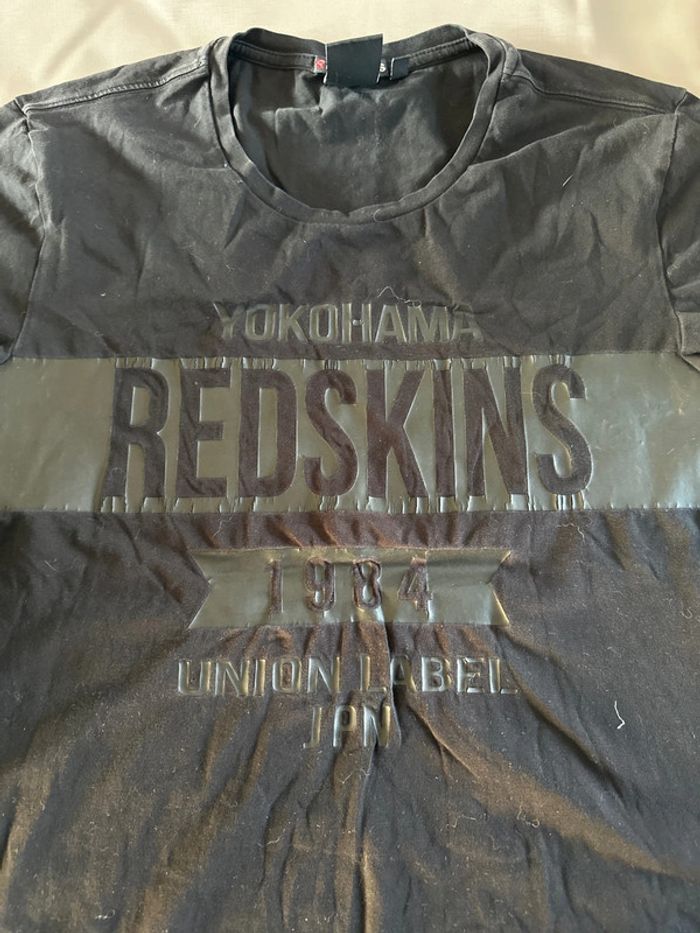 YOKOHAMA
REDSKINS
1984
UNION LABEL
JPN